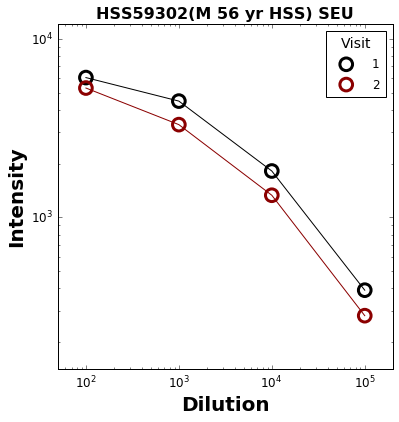 HSS59302(M 56 yr HSS) SEU
Visit
1
2
Intensity
10^4
10^3
10^2 10^3 10^4 10^5
Dilution